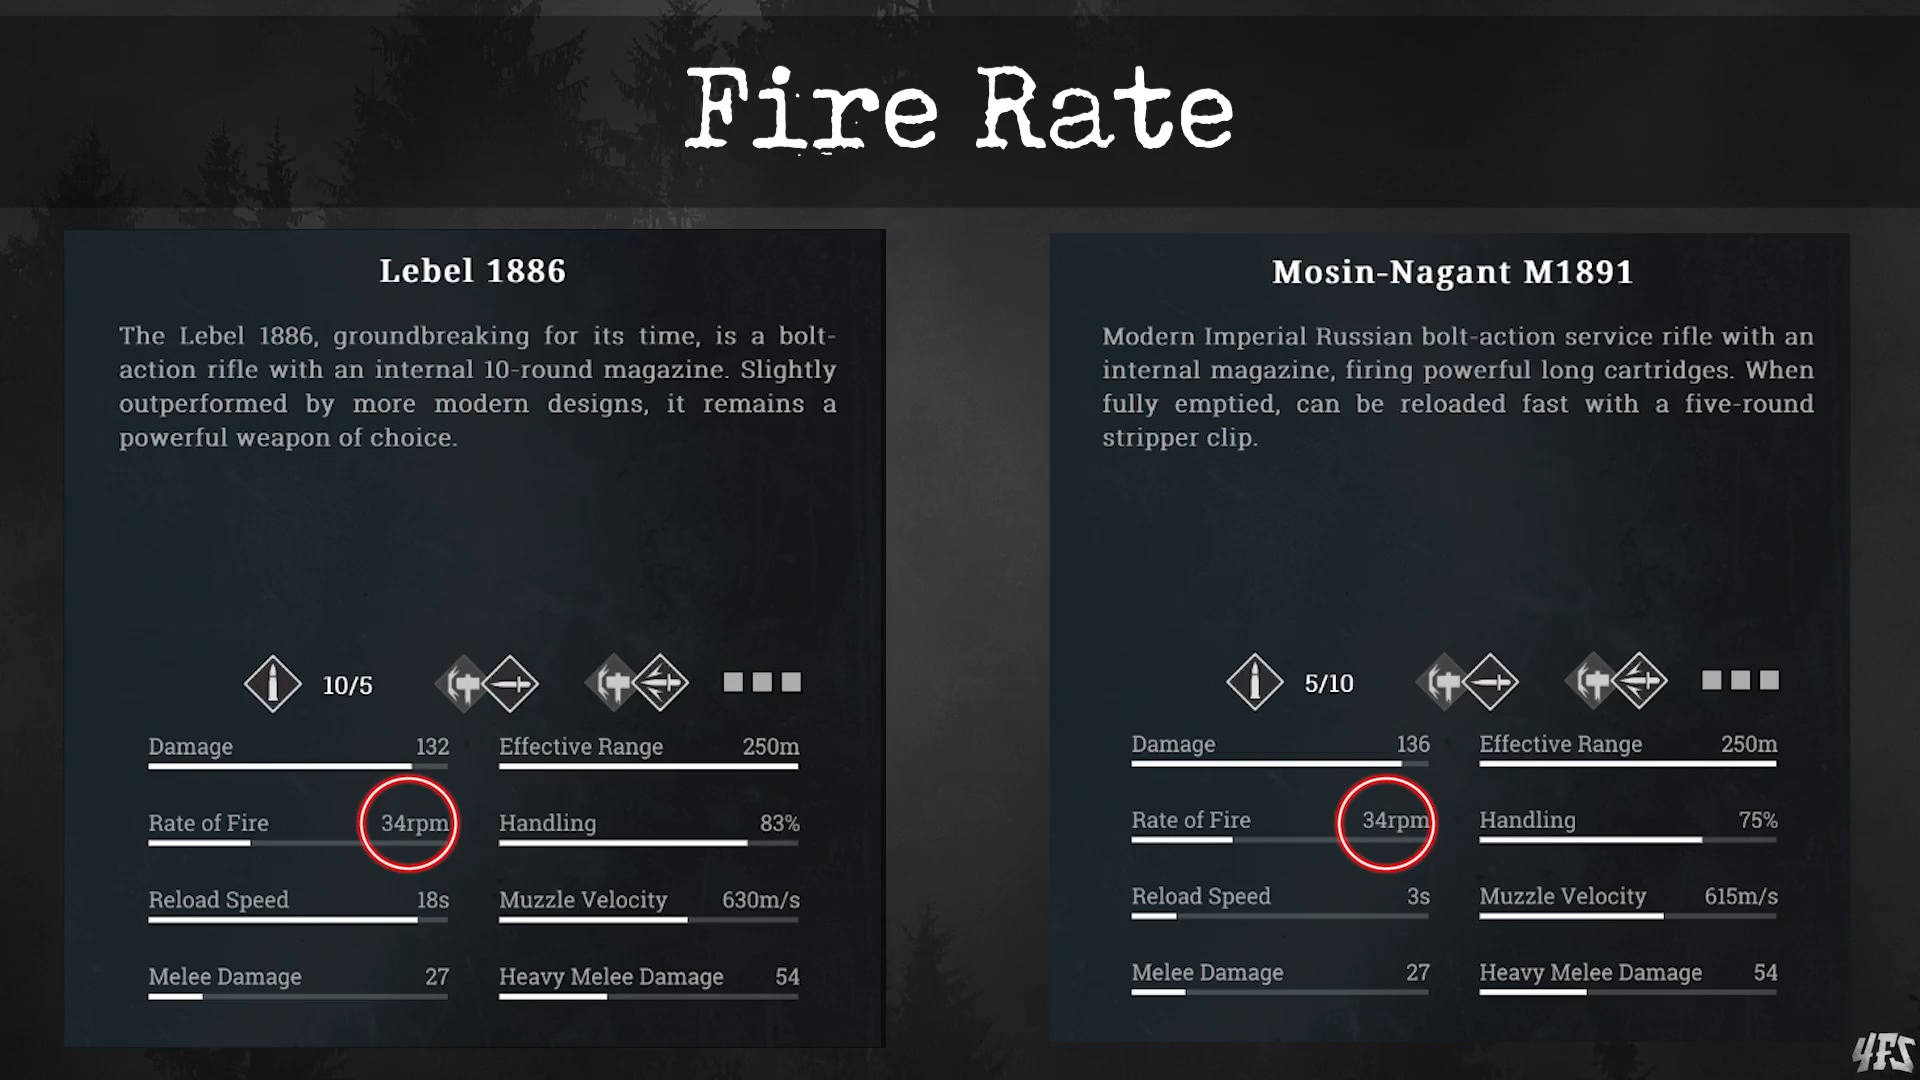 Fire Rate
Lebel 1886
The Lebel 1886, groundbreaking for its time, is a bolt-
action rifle with an internal 10-round magazine. Slightly
outperformed by more modern designs, it remains a
powerful weapon of choice.
10/5
Damage 132 Effective Range 250m
Rate of Fire 34rpm Handling 83%
Reload Speed 18s Muzzle Velocity 630m/s
Melee Damage 27 Heavy Melee Damage 54
Mosin-Nagant M1891
Modern Imperial Russian bolt-action service rifle with an
internal magazine, firing powerful long cartridges. When
fully emptied, can be reloaded fast with a five-round
stripper clip.
5/10
Damage 136 Effective Range 250m
Rate of Fire 34rpm Handling 75%
Reload Speed 3s Muzzle Velocity 615m/s
Melee Damage 27 Heavy Melee Damage 54
4FS